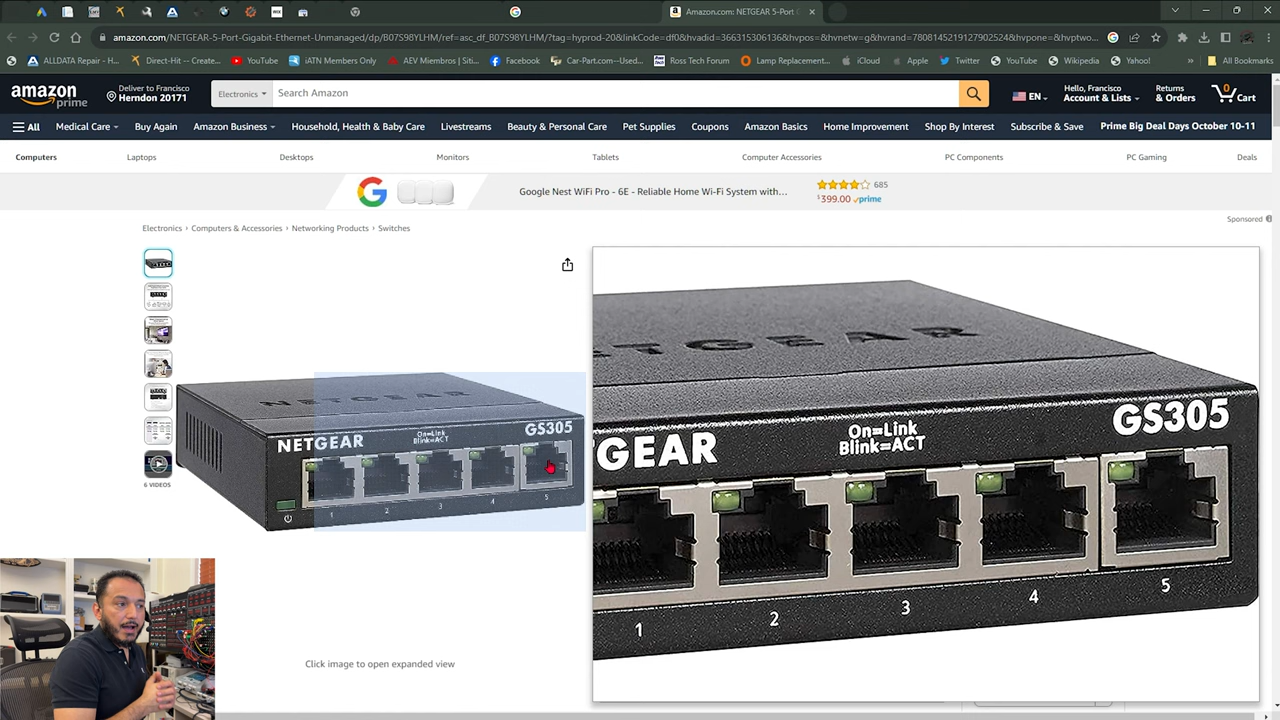 Amazon.com: NETGEAR 5-Port
amazon.com/NETGEAR-5-Port-Gigabit-Ethernet-Unmanaged/dp/B07S98YLHM/ref=asc_df_B07S98YLHM/?tag=hyprod-20&linkCode=df0&hvadid=366315306136&hvpos=&hvnetw=g&hvrand=7808145219127902524&hvpone=&hvptwo...
ALLDATA Repair - H... Direct-Hit -- Create... YouTube iATN Members Only AEV Miembros | Siti... Facebook Car-Part.com--Used... Ross Tech Forum Lamp Replacement... iCloud Apple Twitter YouTube Wikipedia Yahoo! » All Bookmarks
amazon prime
Deliver to Francisco
Herndon 20171
Electronics
Search Amazon
EN
Hello, Francisco
Account & Lists
Returns
& Orders
0
Cart
All Medical Care Buy Again Amazon Business Household, Health & Baby Care Livestreams Beauty & Personal Care Pet Supplies Coupons Amazon Basics Home Improvement Shop By Interest Subscribe & Save Prime Big Deal Days October 10-11
Computers Laptops Desktops Monitors Tablets Computer Accessories PC Components PC Gaming Deals
Google Nest WiFi Pro - 6E - Reliable Home Wi-Fi System with...
685
$399.00 prime
Sponsored
Electronics › Computers & Accessories › Networking Products › Switches
6 VIDEOS
NETGEAR
NETGEAR
On=Link
Blink=ACT
GS305
1 2 3 4 5
Click image to open expanded view
ETGEAR
GEAR
On=Link
Blink=ACT
GS305
1 2 3 4 5